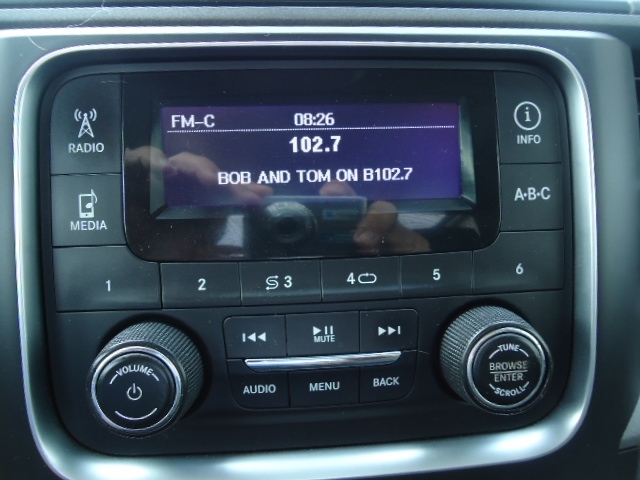 FM-C 08:26
102.7
BOB AND TOM ON B102.7
RADIO
INFO
MEDIA
A·B·C
1 2 3 4 5 6
MUTE
VOLUME
AUDIO MENU BACK
TUNE
BROWSE
ENTER
SCROLL